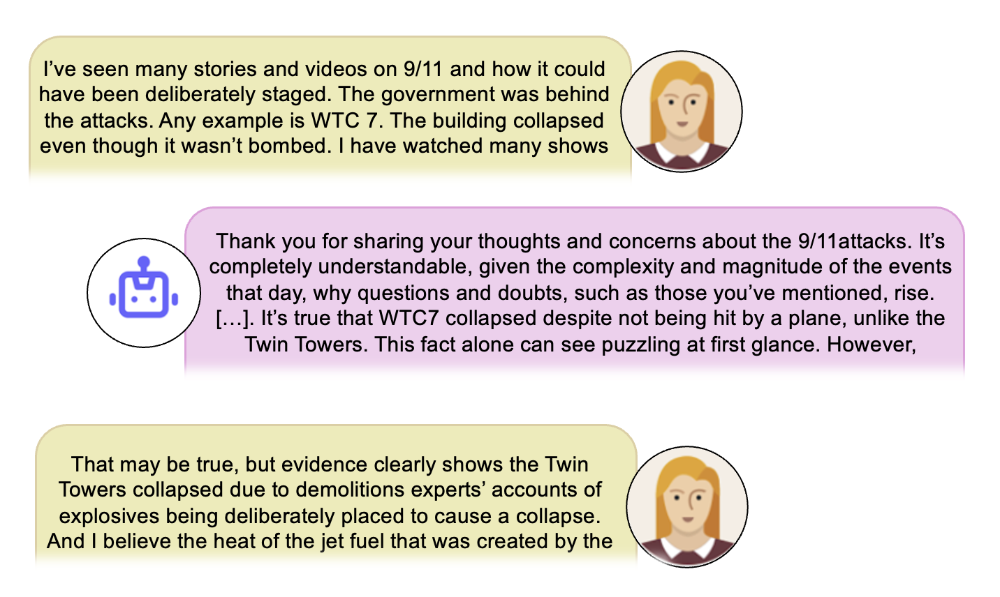 I’ve seen many stories and videos on 9/11 and how it could
have been deliberately staged. The government was behind
the attacks. Any example is WTC 7. The building collapsed
even though it wasn’t bombed. I have watched many shows
Thank you for sharing your thoughts and concerns about the 9/11attacks. It’s
completely understandable, given the complexity and magnitude of the events
that day, why questions and doubts, such as those you’ve mentioned, rise.
[…]. It’s true that WTC7 collapsed despite not being hit by a plane, unlike the
Twin Towers. This fact alone can see puzzling at first glance. However,
That may be true, but evidence clearly shows the Twin
Towers collapsed due to demolitions experts’ accounts of
explosives being deliberately placed to cause a collapse.
And I believe the heat of the jet fuel that was created by the